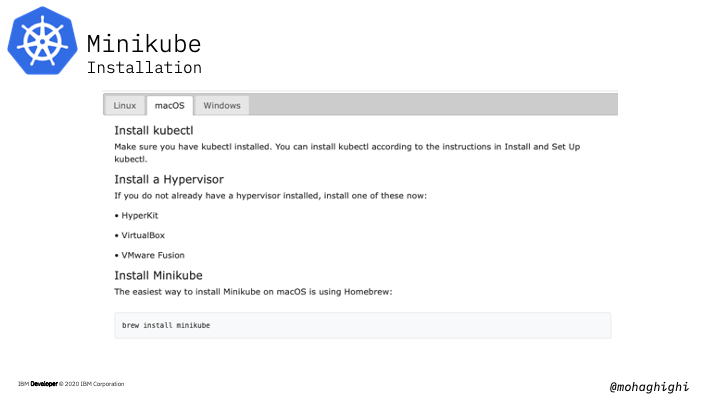 Minikube
Installation
Linux
macOS
Windows
Install kubectl
Make sure you have kubectl installed. You can install kubectl according to the instructions in Install and Set Up
kubectl.
Install a Hypervisor
If you do not already have a hypervisor installed, install one of these now:
• HyperKit
• VirtualBox
• VMware Fusion
Install Minikube
The easiest way to install Minikube on macOS is using Homebrew:
brew install minikube
IBM Developer © 2020 IBM Corporation
@mohaghighi